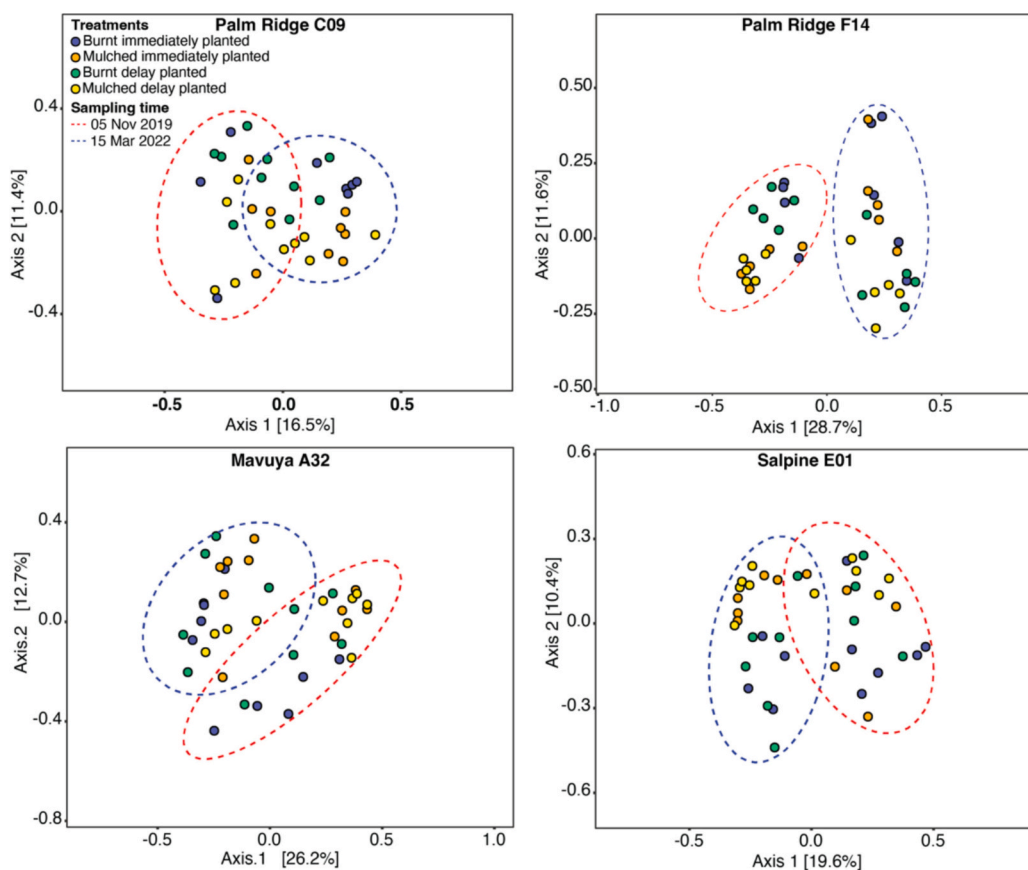 Palm Ridge C09
Treatments
Burnt immediately planted
Mulched immediately planted
Burnt delay planted
Mulched delay planted
Sampling time
05 Nov 2019
15 Mar 2022
0.4
0.0
-0.4
Axis 2 [11.4%]
-0.5
0.0
0.5
Axis 1 [16.5%]
Palm Ridge F14
0.50
0.25
0.00
-0.25
-0.50
Axis 2 [11.6%]
-1.0
-0.5
0.0
0.5
Axis 1 [28.7%]
Mavuya A32
0.4
0.0
-0.4
-0.8
Axis.2 [12.7%]
-0.5
0.0
0.5
1.0
Axis.1 [26.2%]
Salpine E01
0.6
0.3
0.0
-0.3
-0.6
Axis 2 [10.4%]
-0.5
0.0
0.5
Axis 1 [19.6%]